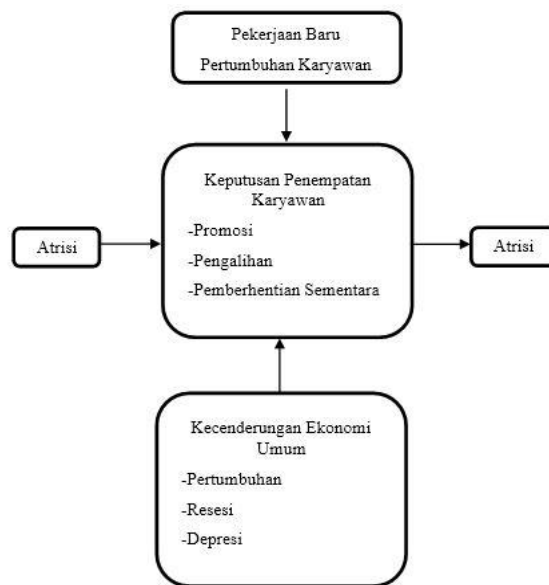 Pekerjaan Baru
Pertumbuhan Karyawan
Keputusan Penempatan
Karyawan
-Promosi
-Pengalihan
-Pemberhentian Sementara
Atrisi
Atrisi
Kecenderungan Ekonomi
Umum
-Pertumbuhan
-Resesi
-Depresi